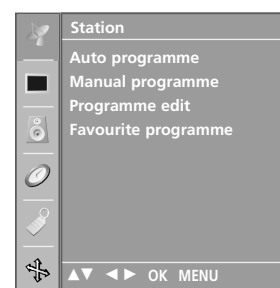 Station
Auto programme
Manual programme
Programme edit
Favourite programme
▲▼ ◄► OK MENU